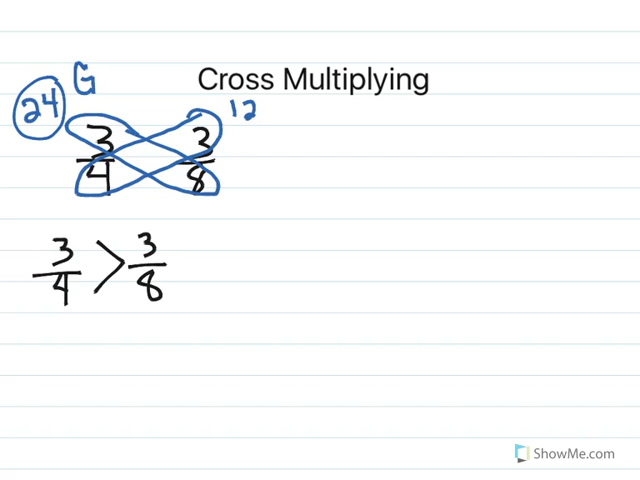 Cross Multiplying
24 G 12
3/4 3/8
3/4 > 3/8
ShowMe.com